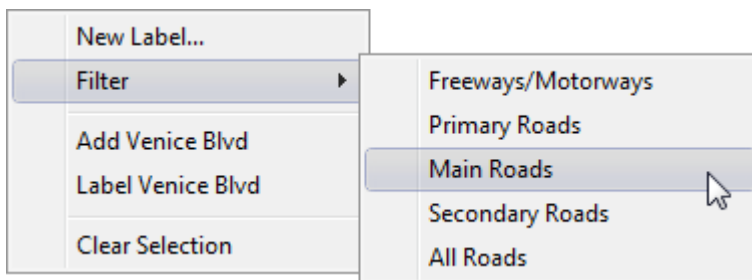 New Label...
Filter
Add Venice Blvd
Label Venice Blvd
Clear Selection
Freeways/Motorways
Primary Roads
Main Roads
Secondary Roads
All Roads